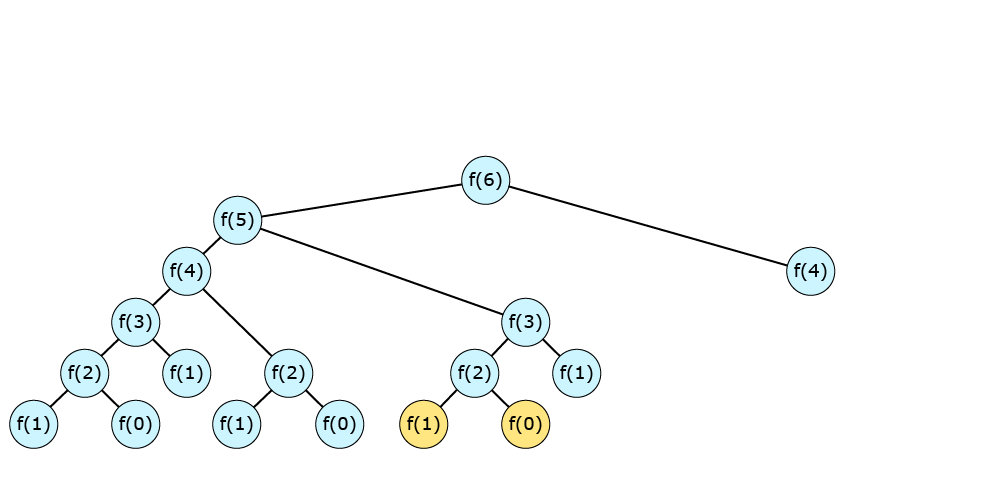 f(6)
f(5)
f(4) f(4)
f(3) f(3)
f(2) f(1) f(2) f(2) f(1)
f(1) f(0) f(1) f(0) f(1) f(0)